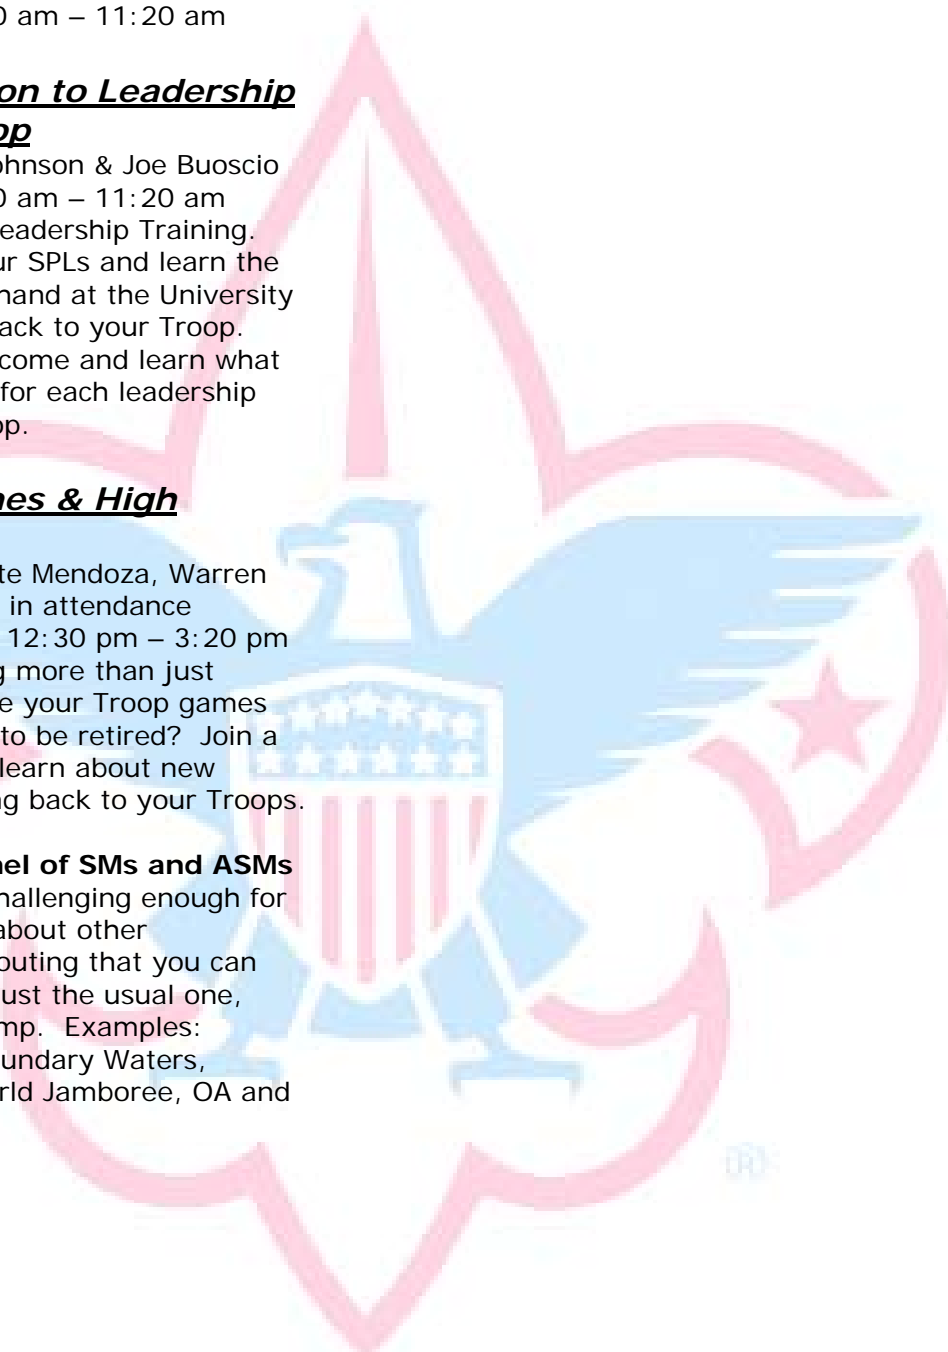 0 am – 11:20 am
on to Leadership
op
ohnson & Joe Buoscio
0 am – 11:20 am
eadership Training.
ur SPLs and learn the
hand at the University
ack to your Troop.
come and learn what
for each leadership
op.
nes & High
te Mendoza, Warren
in attendance
12:30 pm – 3:20 pm
g more than just
e your Troop games
to be retired?  Join a
learn about new
ng back to your Troops.
nel of SMs and ASMs
hallenging enough for
about other
outing that you can
ust the usual one,
mp.  Examples:
undary Waters,
rld Jamboree, OA and
®